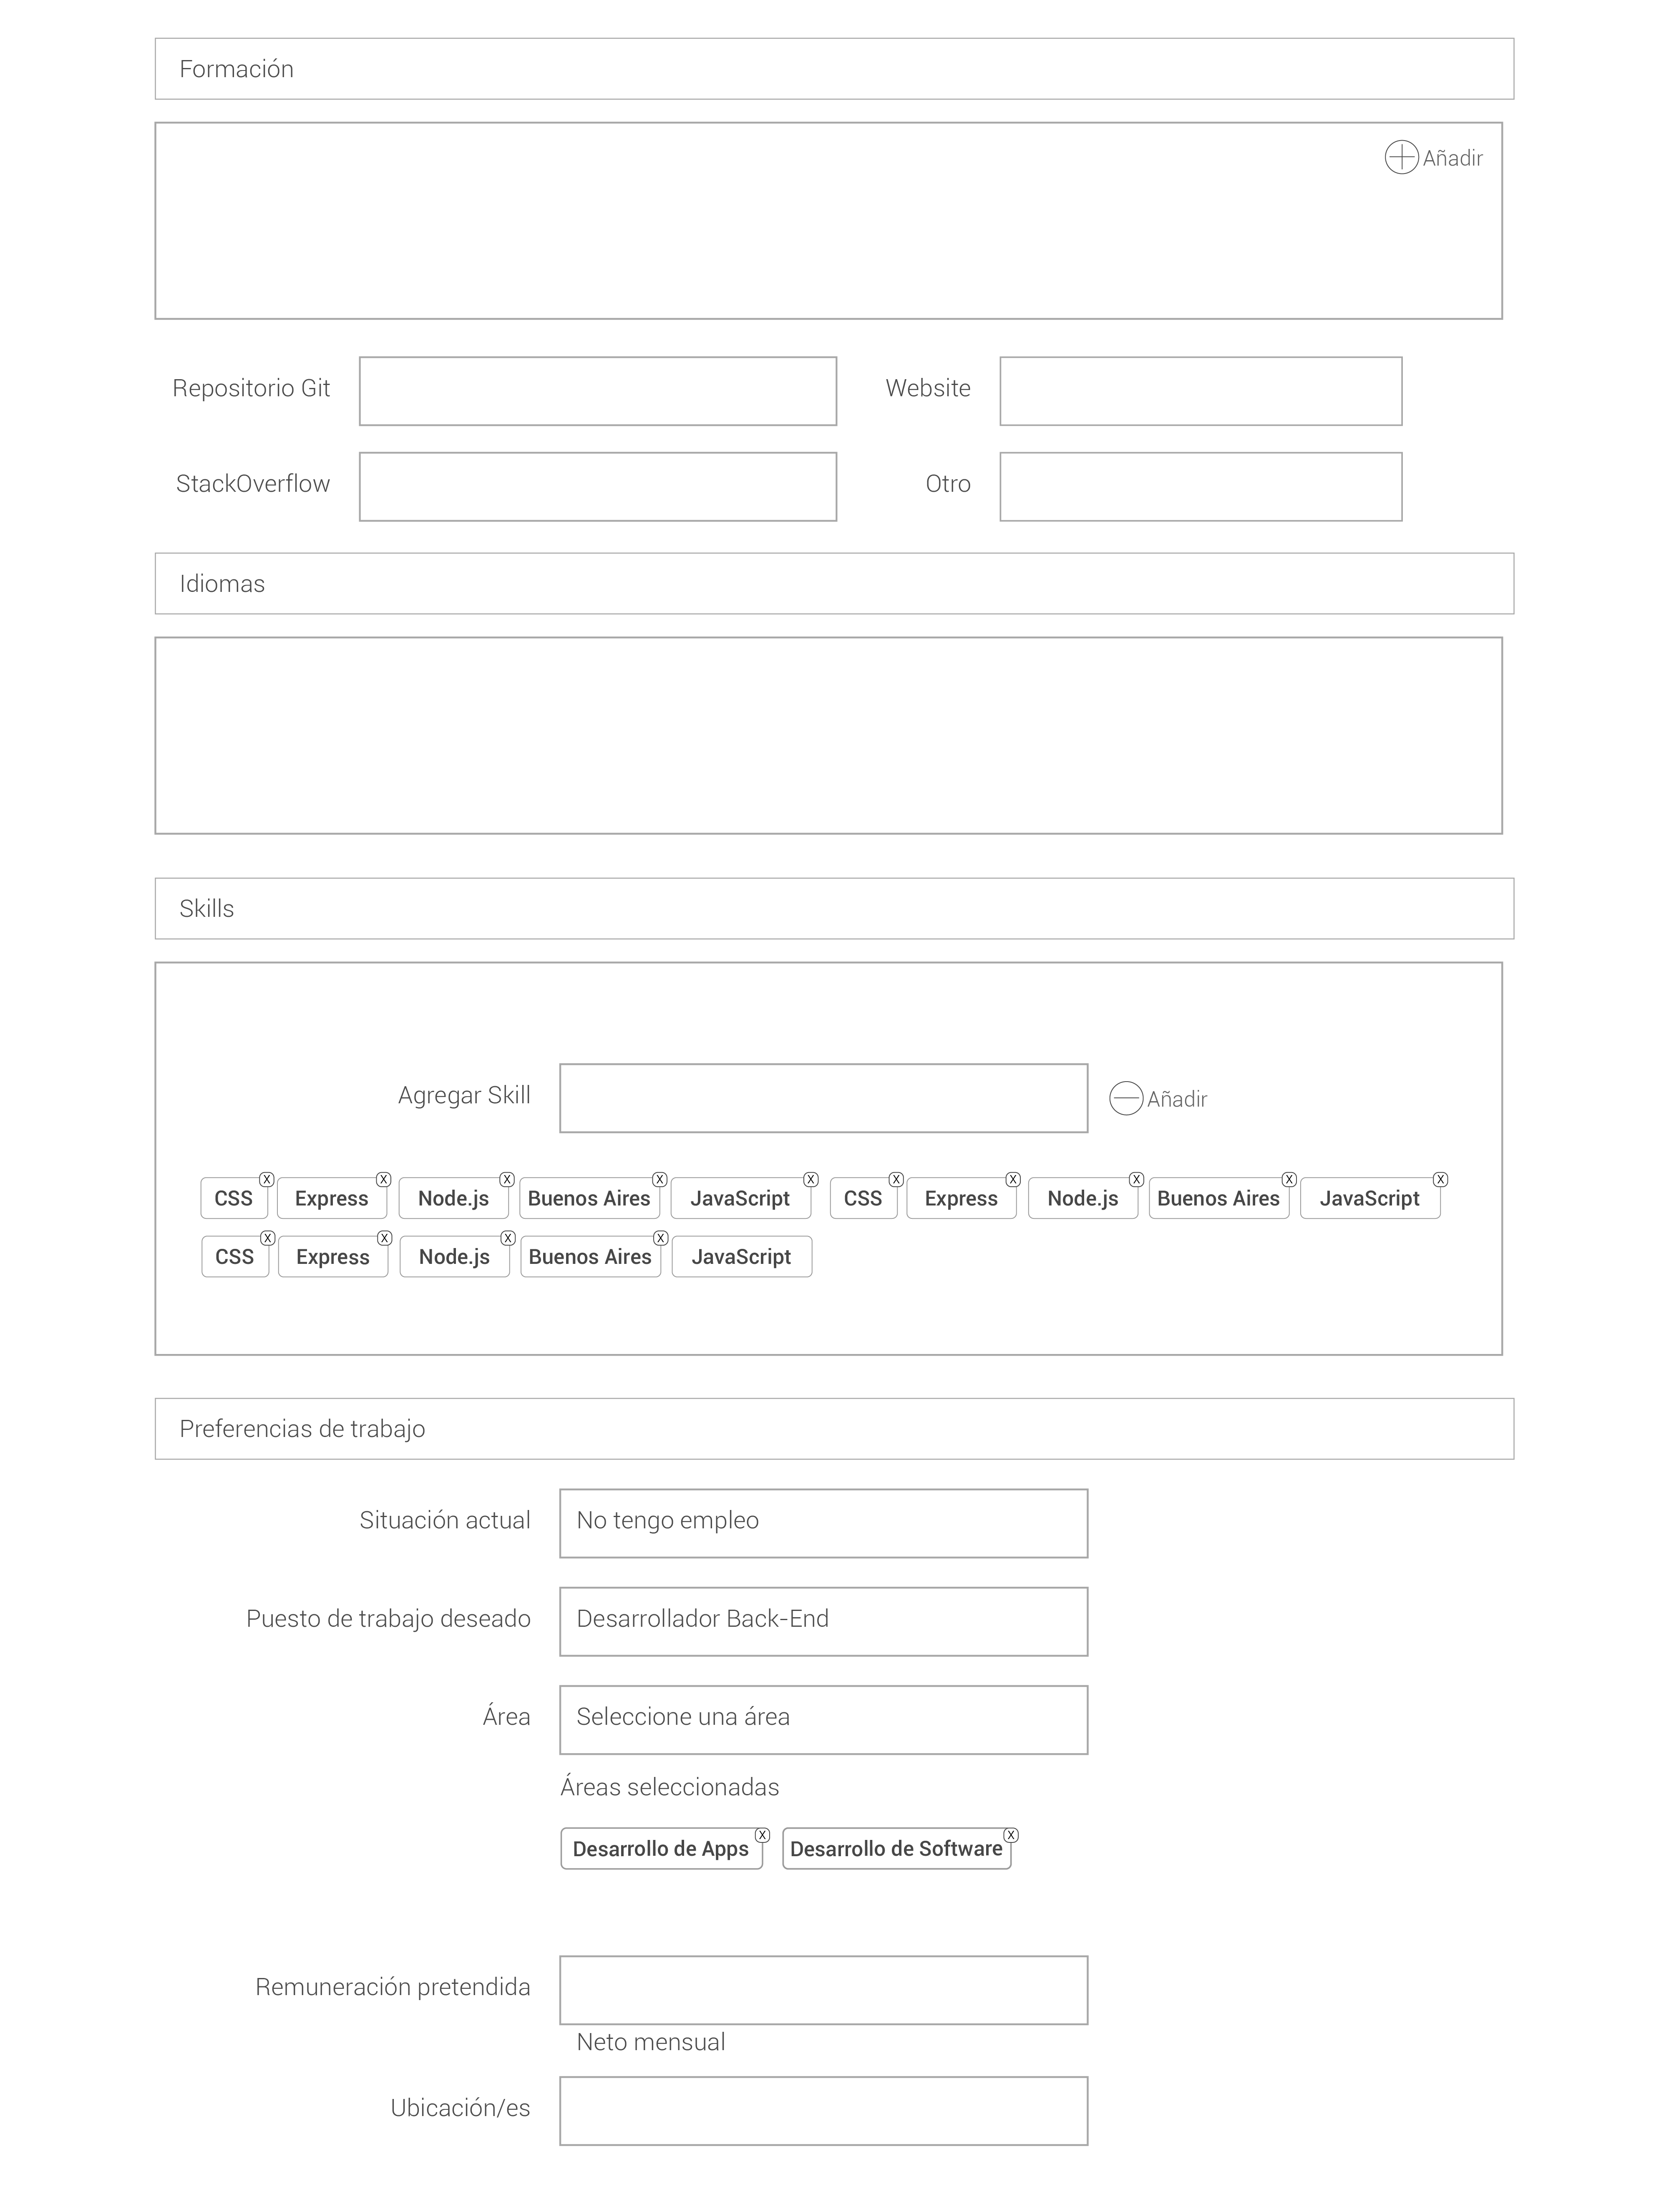 Formación
Añadir
Repositorio Git
Website
StackOverflow
Otro
Idiomas
Skills
Agregar Skill
Añadir
X X X X X X X X X X
CSS Express Node.js Buenos Aires JavaScript CSS Express Node.js Buenos Aires JavaScript
X X X X
CSS Express Node.js Buenos Aires JavaScript
Preferencias de trabajo
Situación actual No tengo empleo
Puesto de trabajo deseado Desarrollador Back-End
Área Seleccione una área
Áreas seleccionadas
X X
Desarrollo de Apps Desarrollo de Software
Remuneración pretendida
Neto mensual
Ubicación/es